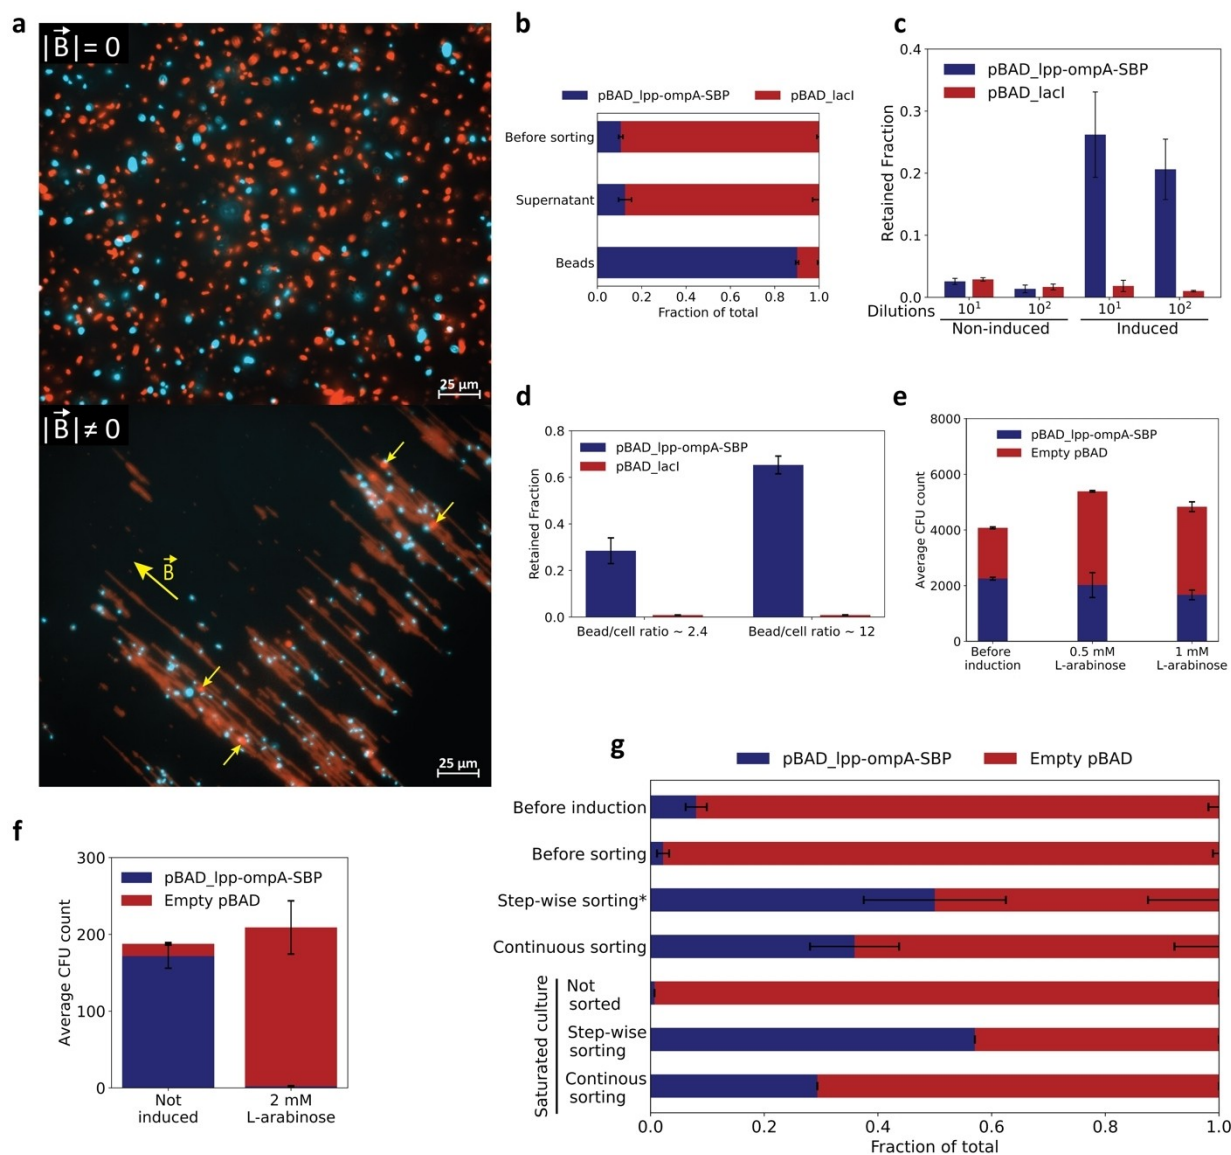 a
|B| = 0
25 μm
|B| ≠ 0
B
25 μm
b
pBAD_lpp-ompA-SBP pBAD_lacI
Before sorting
Supernatant
Beads
0.0 0.2 0.4 0.6 0.8 1.0
Fraction of total
c
0.4
0.3
0.2
0.1
0.0
Retained Fraction
pBAD_lpp-ompA-SBP
pBAD_lacI
Dilutions 10¹ 10² 10¹ 10²
Non-induced Induced
d
0.8
0.6
0.4
0.2
0.0
Retained Fraction
pBAD_lpp-ompA-SBP
pBAD_lacI
Bead/cell ratio ~ 2.4 Bead/cell ratio ~ 12
e
8000
6000
4000
2000
0
Average CFU count
pBAD_lpp-ompA-SBP
Empty pBAD
Before induction
0.5 mM L-arabinose
1 mM L-arabinose
f
300
200
100
0
Average CFU count
pBAD_lpp-ompA-SBP
Empty pBAD
Not induced
2 mM L-arabinose
g
pBAD_lpp-ompA-SBP Empty pBAD
Before induction
Before sorting
Step-wise sorting*
Continuous sorting
Saturated culture
Not sorted
Step-wise sorting
Continous sorting
0.0 0.2 0.4 0.6 0.8 1.0
Fraction of total